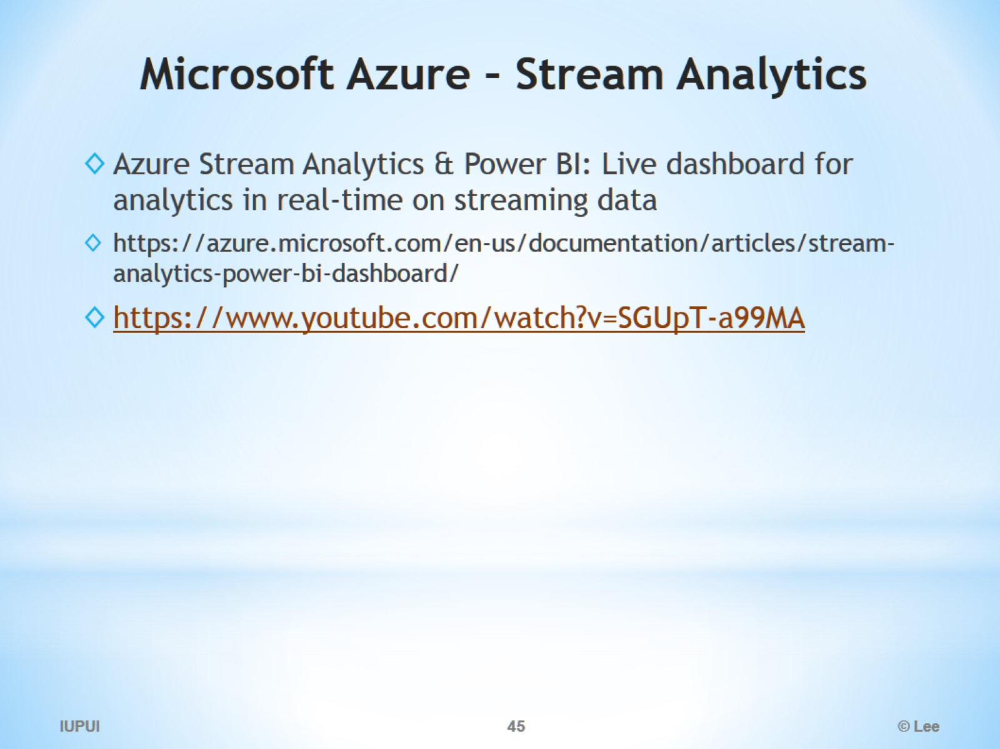 Microsoft Azure – Stream Analytics
◇ Azure Stream Analytics & Power BI: Live dashboard for
analytics in real-time on streaming data
◇ https://azure.microsoft.com/en-us/documentation/articles/stream-
analytics-power-bi-dashboard/
◇ https://www.youtube.com/watch?v=SGUpT-a99MA
IUPUI
45
© Lee